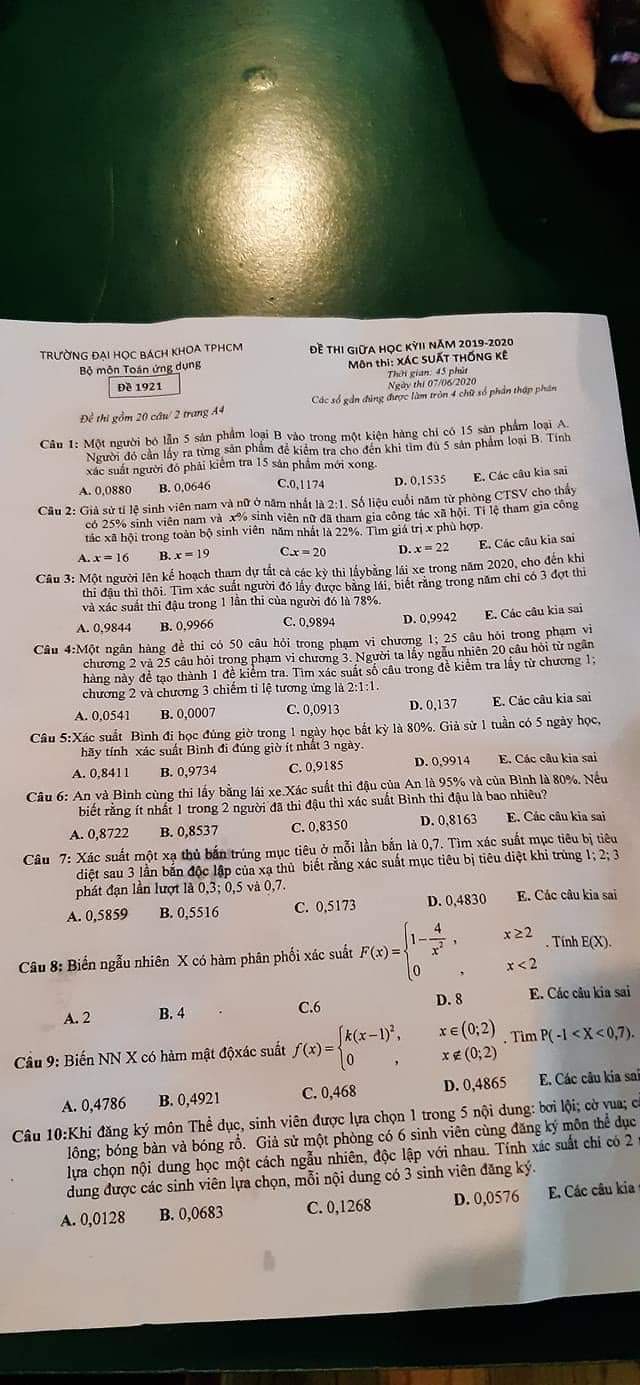 TRƯỜNG ĐẠI HỌC BÁCH KHOA TPHCM
Bộ môn Toán ứng dụng
Đề 1921
Đề thi gồm 20 câu/ 2 trang A4
ĐỀ THI GIỮA HỌC KỲII NĂM 2019-2020
Môn thi: XÁC SUẤT THỐNG KÊ
Thời gian: 45 phút
Ngày thi 07/06/2020
Các số gần đúng được làm tròn 4 chữ số phần thập phân
Câu 1: Một người bỏ lẫn 5 sản phẩm loại B vào trong một kiện hàng chỉ có 15 sản phẩm loại A.
Người đó cần lấy ra từng sản phẩm để kiểm tra cho đến khi tìm đủ 5 sản phẩm loại B. Tính
xác suất người đó phải kiểm tra 15 sản phẩm mới xong.
A. 0,0880 B. 0,0646 C.0,1174 D. 0,1535 E. Các câu kia sai
Câu 2: Giả sử tỉ lệ sinh viên nam và nữ ở năm nhất là 2:1. Số liệu cuối năm từ phòng CTSV cho thấy
có 25% sinh viên nam và x% sinh viên nữ đã tham gia công tác xã hội. Tỉ lệ tham gia công
tác xã hội trong toàn bộ sinh viên năm nhất là 22%. Tìm giá trị x phù hợp.
A. x = 16 B. x = 19 C.x = 20 D. x = 22 E. Các câu kia sai
Câu 3: Một người lên kế hoạch tham dự tất cả các kỳ thi lấybằng lái xe trong năm 2020, cho đến khi
thi đậu thì thôi. Tìm xác suất người đó lấy được bằng lái, biết rằng trong năm chỉ có 3 đợt thi
và xác suất thi đậu trong 1 lần thi của người đó là 78%.
A. 0,9844 B. 0,9966 C. 0,9894 D. 0,9942 E. Các câu kia sai
Câu 4:Một ngân hàng đề thi có 50 câu hỏi trong phạm vi chương 1; 25 câu hỏi trong phạm vi
chương 2 và 25 câu hỏi trong phạm vi chương 3. Người ta lấy ngẫu nhiên 20 câu hỏi từ ngân
hàng này để tạo thành 1 đề kiểm tra. Tìm xác suất số câu trong đề kiểm tra lấy từ chương 1;
chương 2 và chương 3 chiếm tỉ lệ tương ứng là 2:1:1.
A. 0,0541 B. 0,0007 C. 0,0913 D. 0,137 E. Các câu kia sai
Câu 5:Xác suất Bình đi học đúng giờ trong 1 ngày học bất kỳ là 80%. Giả sử 1 tuần có 5 ngày học,
hãy tính xác suất Bình đi đúng giờ ít nhất 3 ngày.
A. 0,8411 B. 0,9734 C. 0,9185 D. 0,9914 E. Các câu kia sai
Câu 6: An và Bình cùng thi lấy bằng lái xe.Xác suất thi đậu của An là 95% và của Bình là 80%. Nếu
biết rằng ít nhất 1 trong 2 người đã thi đậu thì xác suất Bình thi đậu là bao nhiêu?
A. 0,8722 B. 0,8537 C. 0,8350 D. 0,8163 E. Các câu kia sai
Câu 7: Xác suất một xạ thủ bắn trúng mục tiêu ở mỗi lần bắn là 0,7. Tìm xác suất mục tiêu bị tiêu
diệt sau 3 lần bắn độc lập của xạ thủ biết rằng xác suất mục tiêu bị tiêu diệt khi trúng 1; 2; 3
phát đạn lần lượt là 0,3; 0,5 và 0,7.
A. 0,5859 B. 0,5516 C. 0,5173 D. 0,4830 E. Các câu kia sai
Câu 8: Biến ngẫu nhiên X có hàm phân phối xác suất F(x) = { 1 − 4/x² , x ≥ 2 ; 0 , x < 2 . Tính E(X).
A. 2 B. 4 C.6 D. 8 E. Các câu kia sai
Câu 9: Biến NN X có hàm mật độxác suất f(x) = { k(x−1)², x ∈ (0;2) ; 0 , x ∉ (0;2) . Tìm P( -1 < X < 0,7).
A. 0,4786 B. 0,4921 C. 0,468 D. 0,4865 E. Các câu kia sai
Câu 10:Khi đăng ký môn Thể dục, sinh viên được lựa chọn 1 trong 5 nội dung: bơi lội; cờ vua;
lông; bóng bàn và bóng rổ. Giả sử một phòng có 6 sinh viên cùng đăng ký môn thể dục
lựa chọn nội dung học một cách ngẫu nhiên, độc lập với nhau. Tính xác suất chỉ có 2
dung được các sinh viên lựa chọn, mỗi nội dung có 3 sinh viên đăng ký.
A. 0,0128 B. 0,0683 C. 0,1268 D. 0,0576 E. Các câu kia